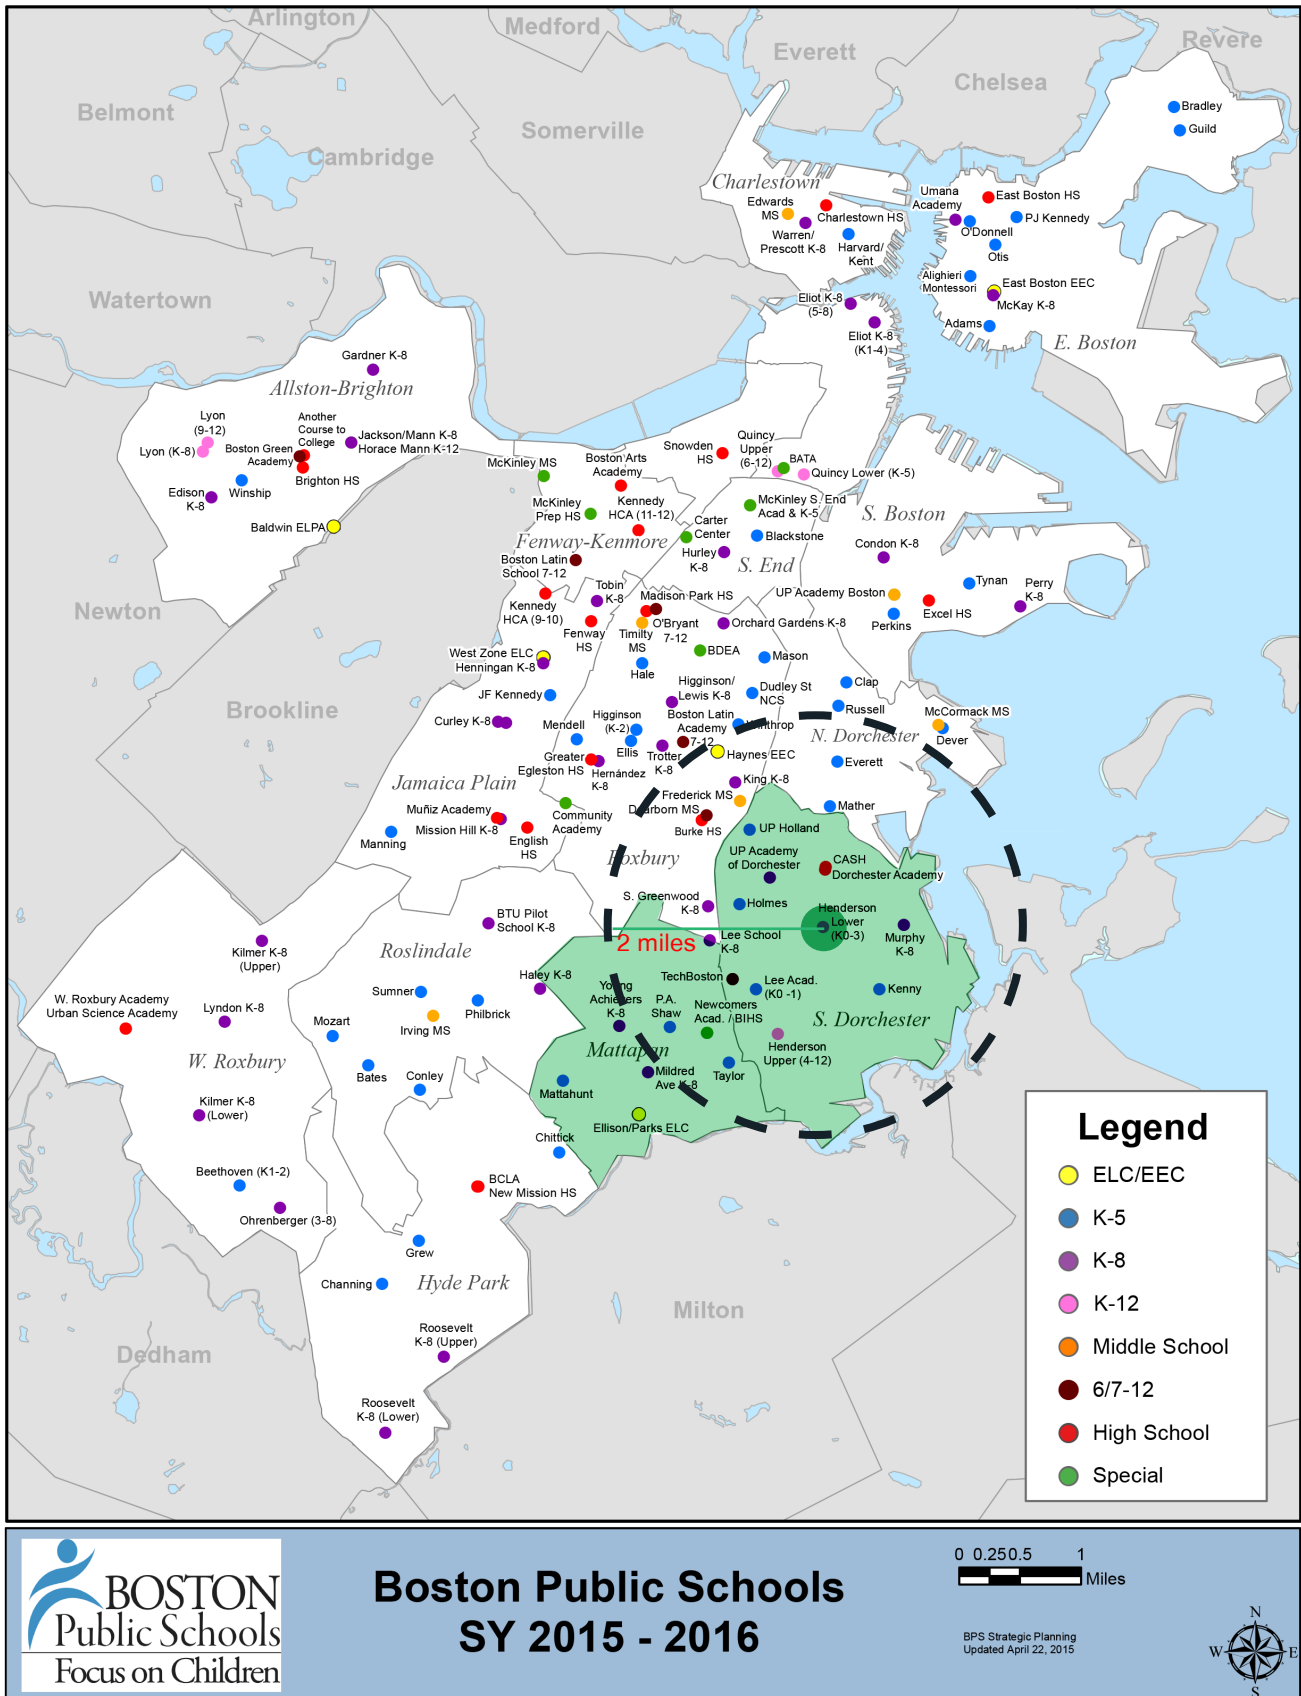 Arlington
Medford
Everett
Revere
Chelsea
Belmont
Somerville
Cambridge
Watertown
Newton
Brookline
Milton
Dedham
Bradley
Guild
Charlestown
Edwards
MS
Charlestown HS
Warren/
Prescott K-8
Harvard/
Kent
Umana
Academy
East Boston HS
PJ Kennedy
O'Donnell
Otis
Alighieri
Montessori
East Boston EEC
McKay K-8
Adams
E. Boston
Eliot K-8
(5-8)
Eliot K-8
(K1-4)
Gardner K-8
Allston-Brighton
Lyon
(9-12)
Lyon (K-8)
Another
Course to
College
Boston Green
Academy
Jackson/Mann K-8
Horace Mann K-12
Brighton HS
Winship
Edison
K-8
Baldwin ELPA
McKinley MS
Boston Arts
Academy
Snowden
HS
Quincy
Upper
(6-12)
BATA
Quincy Lower (K-5)
McKinley
Prep HS
Kennedy
HCA (11-12)
McKinley S. End
Acad & K-5
Carter
Center
Blackstone
Fenway-Kenmore
Hurley
K-8
S. End
Boston Latin
School 7-12
S. Boston
Condon K-8
Tynan
Perry
K-8
UP Academy Boston
Excel HS
Perkins
Kennedy
HCA (9-10)
Tobin
K-8
Fenway
HS
Madison Park HS
O'Bryant
7-12
Timilty
MS
Orchard Gardens K-8
West Zone ELC
Henningan K-8
Hale
BDEA
Mason
JF Kennedy
Higginson/
Lewis K-8
Dudley St
NCS
Clap
Russell
Curley K-8
Mendell
Higginson
(K-2)
Ellis
Boston Latin
Academy
7-12
Winthrop
McCormack MS
Dever
N. Dorchester
Trotter
K-8
Haynes EEC
Everett
Greater
Egleston HS
Hernández
K-8
King K-8
Frederick MS
Mather
Jamaica Plain
Muñiz Academy
Mission Hill K-8
English
HS
Community
Academy
Dearborn MS
Burke HS
Manning
Roxbury
UP Holland
UP Academy
of Dorchester
CASH
Dorchester Academy
S. Greenwood
K-8
Holmes
Henderson
Lower
(K0-3)
Murphy
K-8
2 miles
Lee School
K-8
BTU Pilot
School K-8
Kilmer K-8
(Upper)
Roslindale
Haley K-8
TechBoston
Lee Acad.
(K0 -1)
Kenny
Sumner
Philbrick
Irving MS
Young
Achievers
K-8
P.A.
Shaw
Newcomers
Acad. / BIHS
S. Dorchester
Henderson
Upper (4-12)
W. Roxbury Academy
Urban Science Academy
Lyndon K-8
Mozart
W. Roxbury
Bates
Conley
Mattapan
Mattahunt
Mildred
Ave K-8
Taylor
Ellison/Parks ELC
Kilmer K-8
(Lower)
Chittick
Beethoven (K1-2)
Ohrenberger (3-8)
BCLA
New Mission HS
Grew
Channing
Hyde Park
Roosevelt
K-8 (Upper)
Roosevelt
K-8 (Lower)
Legend
ELC/EEC
K-5
K-8
K-12
Middle School
6/7-12
High School
Special
BOSTON
Public Schools
Focus on Children
Boston Public Schools
SY 2015 - 2016
0 0.25 0.5 1
Miles
BPS Strategic Planning
Updated April 22, 2015
N
W E
S